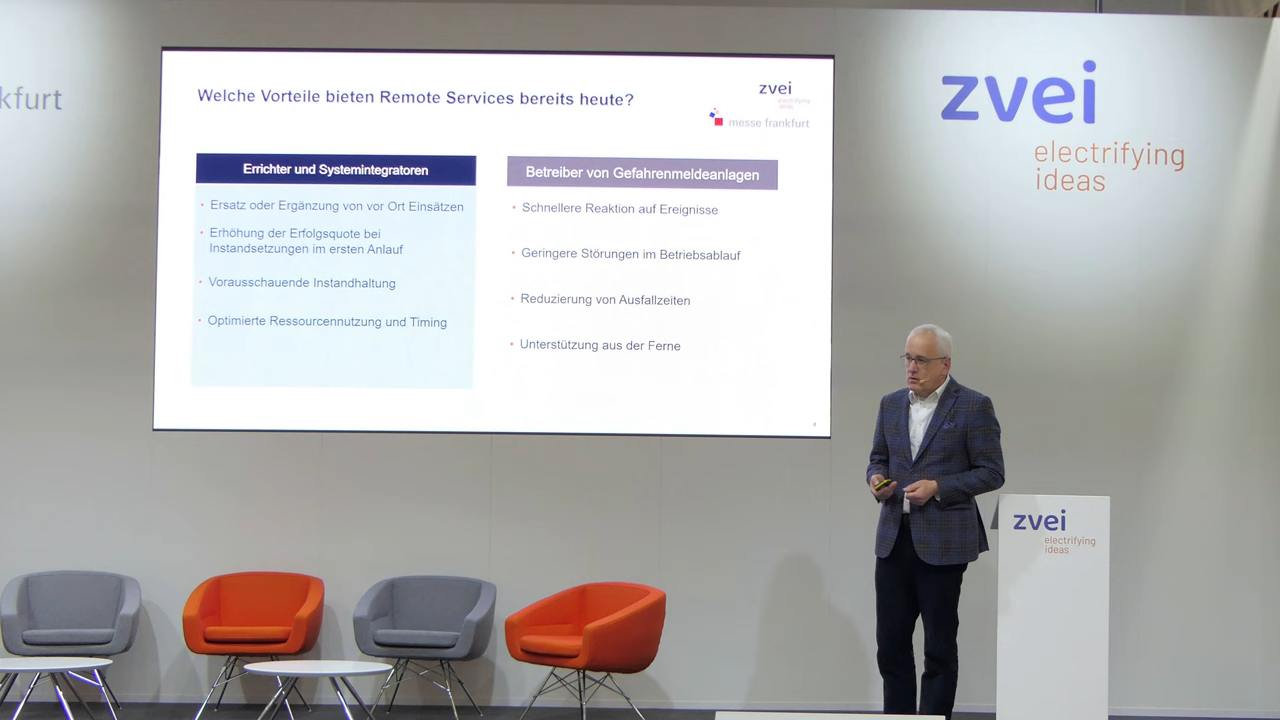 kfurt
Welche Vorteile bieten Remote Services bereits heute?
zvei
electrifying
ideas
messe frankfurt
Errichter und Systemintegratoren
• Ersatz oder Ergänzung von vor Ort Einsätzen
• Erhöhung der Erfolgsquote bei
Instandsetzungen im ersten Anlauf
• Vorausschauende Instandhaltung
• Optimierte Ressourcennutzung und Timing
Betreiber von Gefahrenmeldeanlagen
• Schnellere Reaktion auf Ereignisse
• Geringere Störungen im Betriebsablauf
• Reduzierung von Ausfallzeiten
• Unterstützung aus der Ferne
zvei
electrifying
ideas
zvei
electrifying
ideas